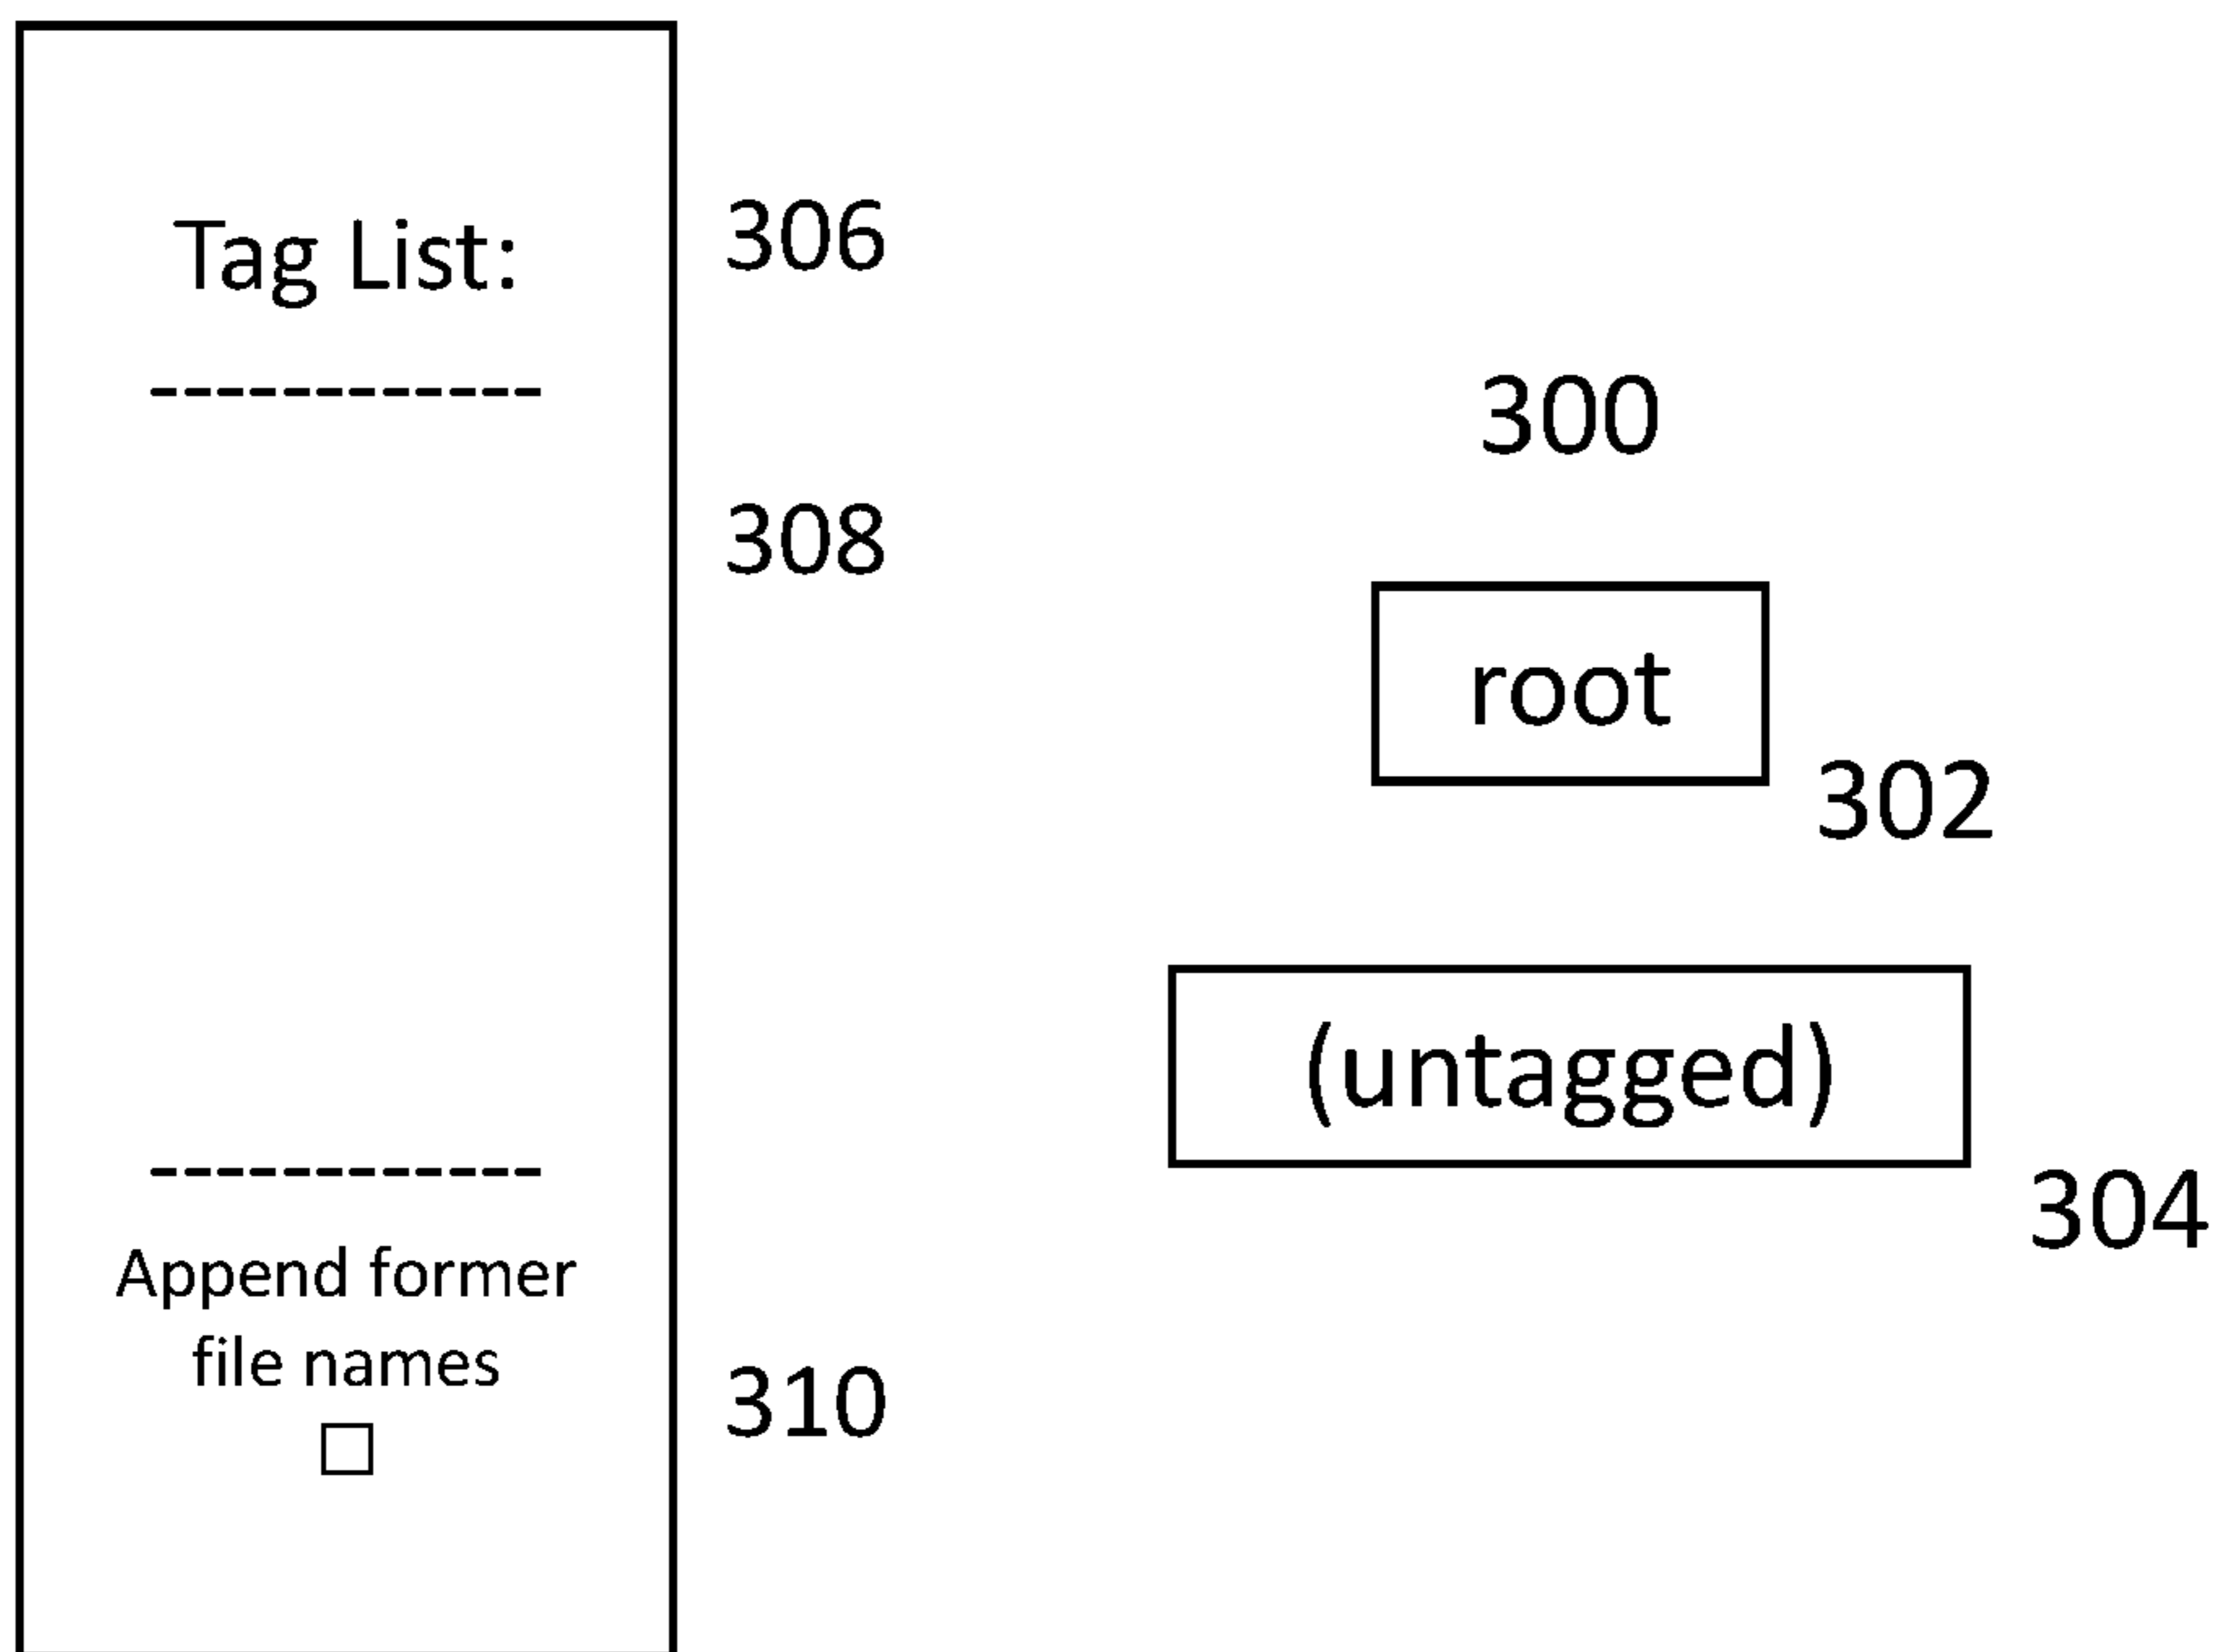 Tag List:
------------
306
308
------------
Append former
file names
☐
310
300
root
302
(untagged)
304